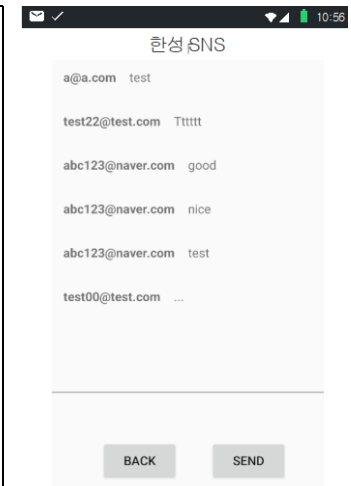 10:56
한성 SNS
a@a.com test
test22@test.com Tttttt
abc123@naver.com good
abc123@naver.com nice
abc123@naver.com test
test00@test.com ...
BACK SEND